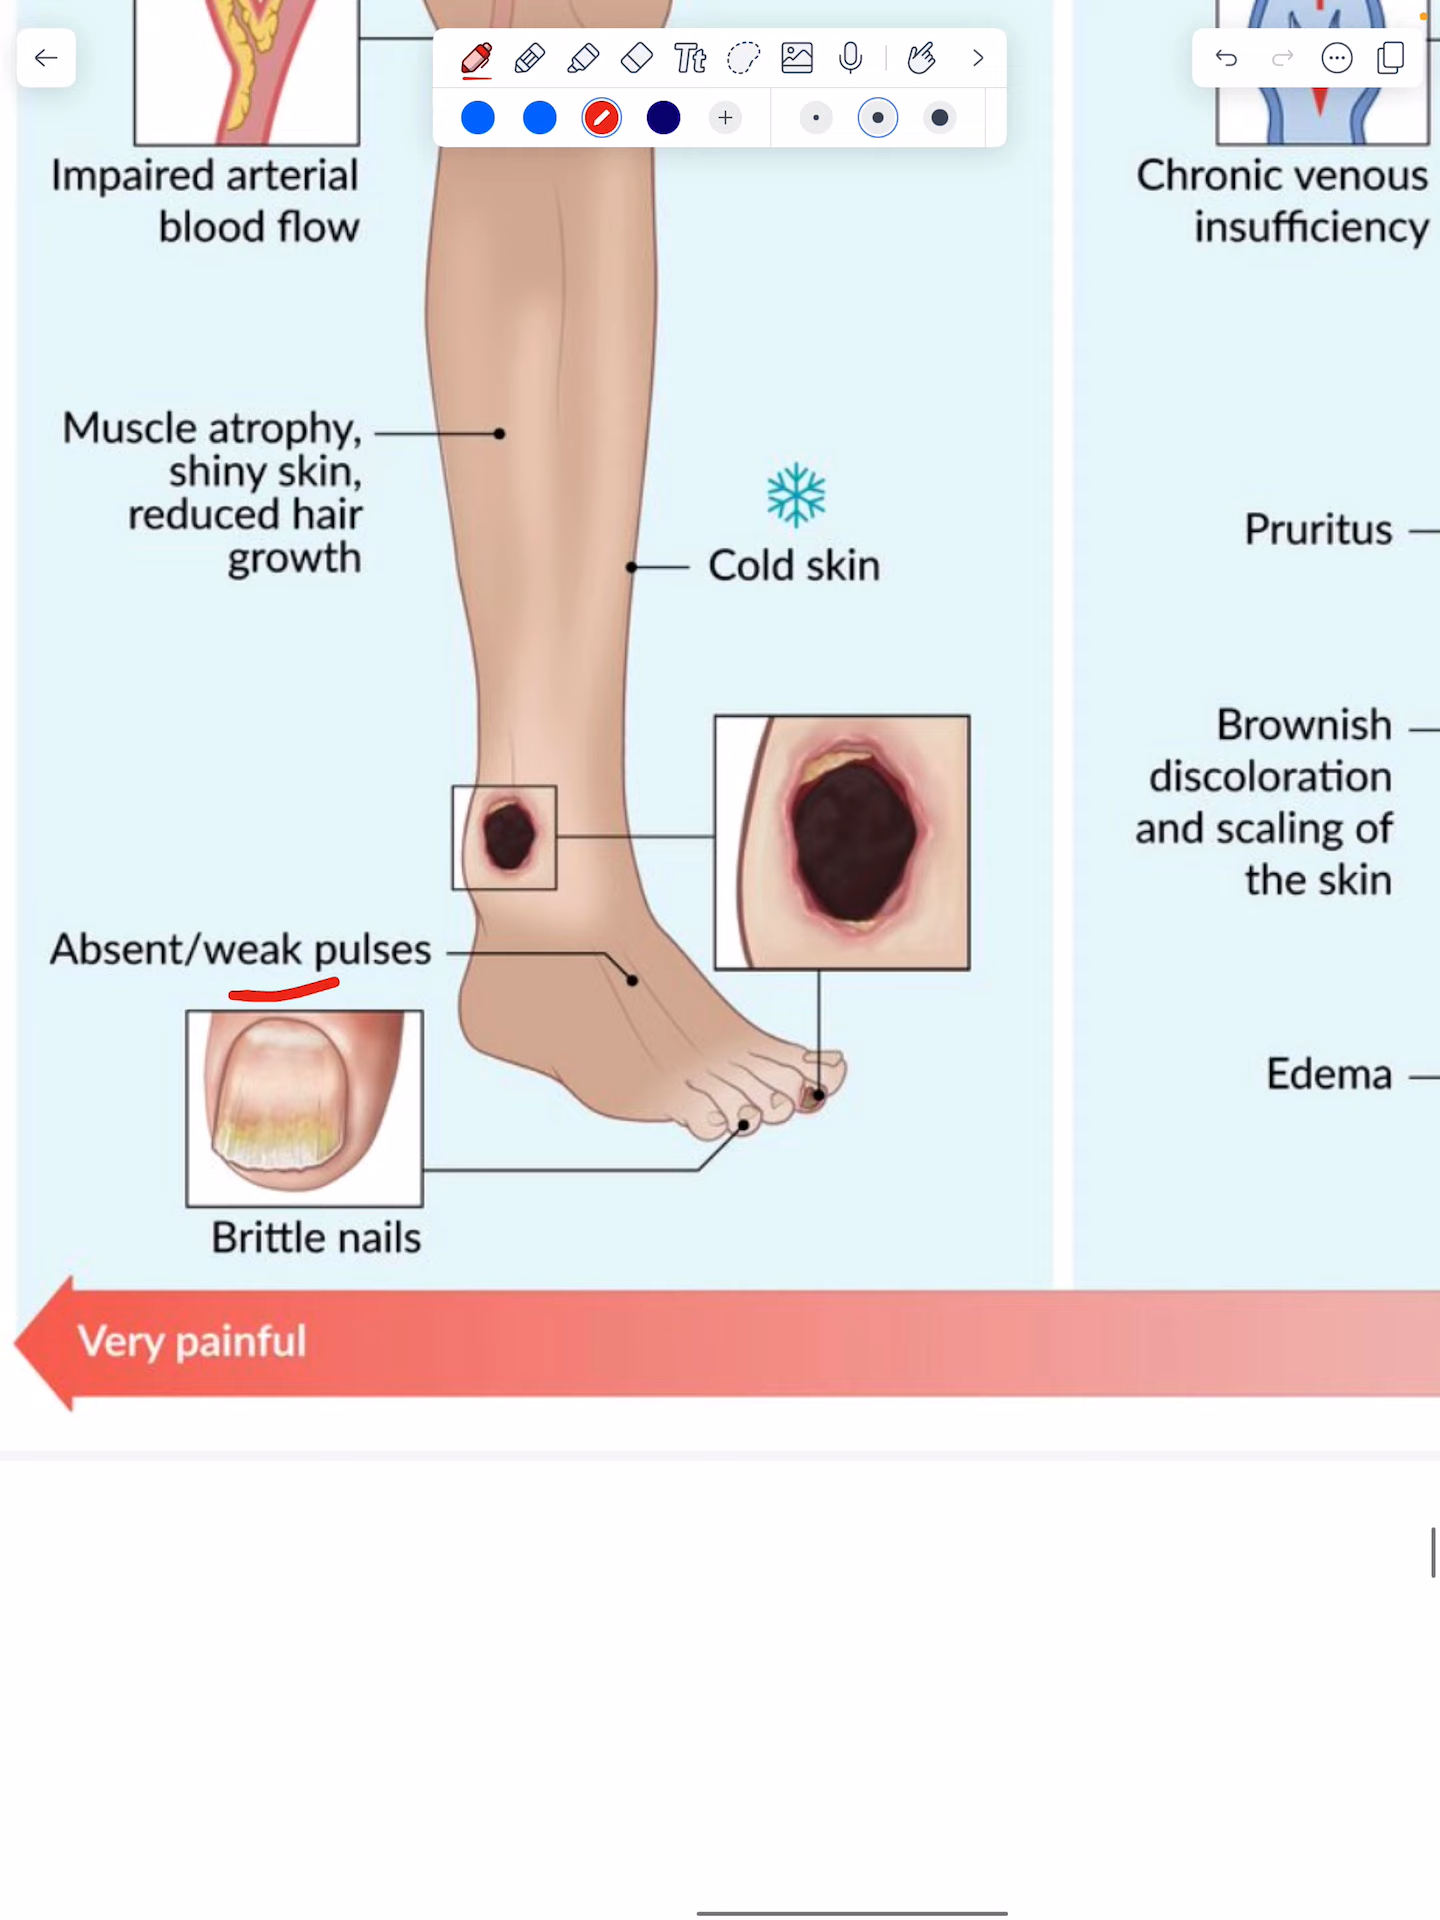 Tt
Impaired arterial
blood flow
Muscle atrophy,
shiny skin,
reduced hair
growth
Cold skin
Absent/weak pulses
Brittle nails
Very painful
Chronic venous
insufficiency
Pruritus
Brownish
discoloration
and scaling of
the skin
Edema